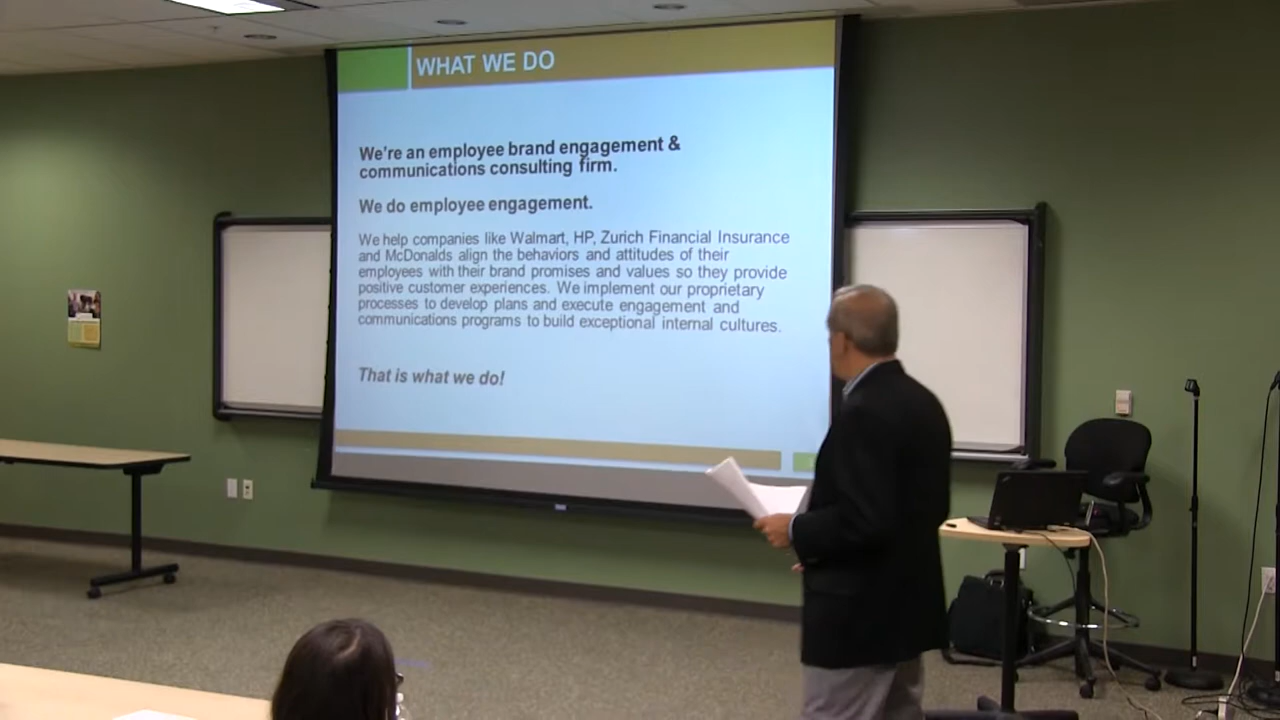 WHAT WE DO
We're an employee brand engagement &
communications consulting firm.
We do employee engagement.
We help companies like Walmart, HP, Zurich Financial Insurance
and McDonalds align the behaviors and attitudes of their
employees with their brand promises and values so they provide
positive customer experiences. We implement our proprietary
processes to develop plans and execute engagement and
communications programs to build exceptional internal cultures.
That is what we do!